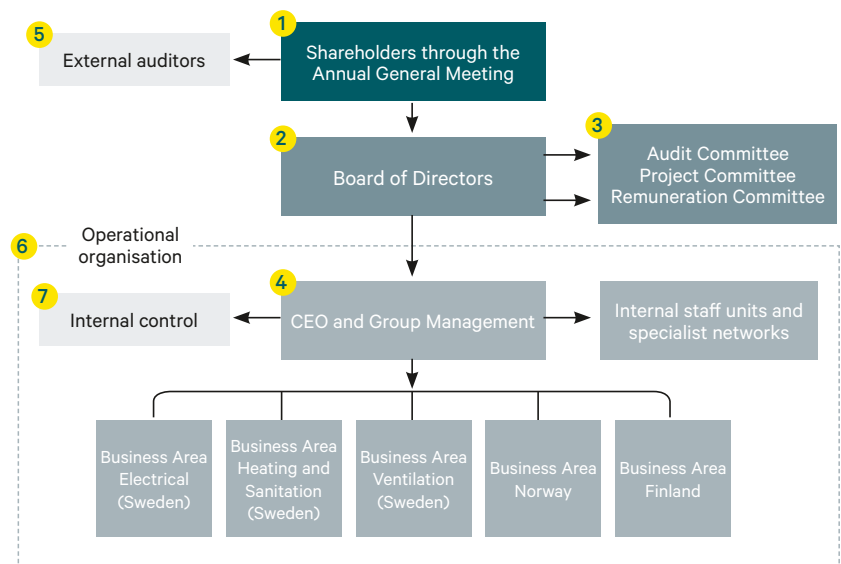 1
Shareholders through the
Annual General Meeting
5
External auditors
2
Board of Directors
3
Audit Committee
Project Committee
Remuneration Committee
6
Operational
organisation
4
CEO and Group Management
7
Internal control
Internal staff units and
specialist networks
Business Area
Electrical
(Sweden)
Business Area
Heating and
Sanitation
(Sweden)
Business Area
Ventilation
(Sweden)
Business Area
Norway
Business Area
Finland